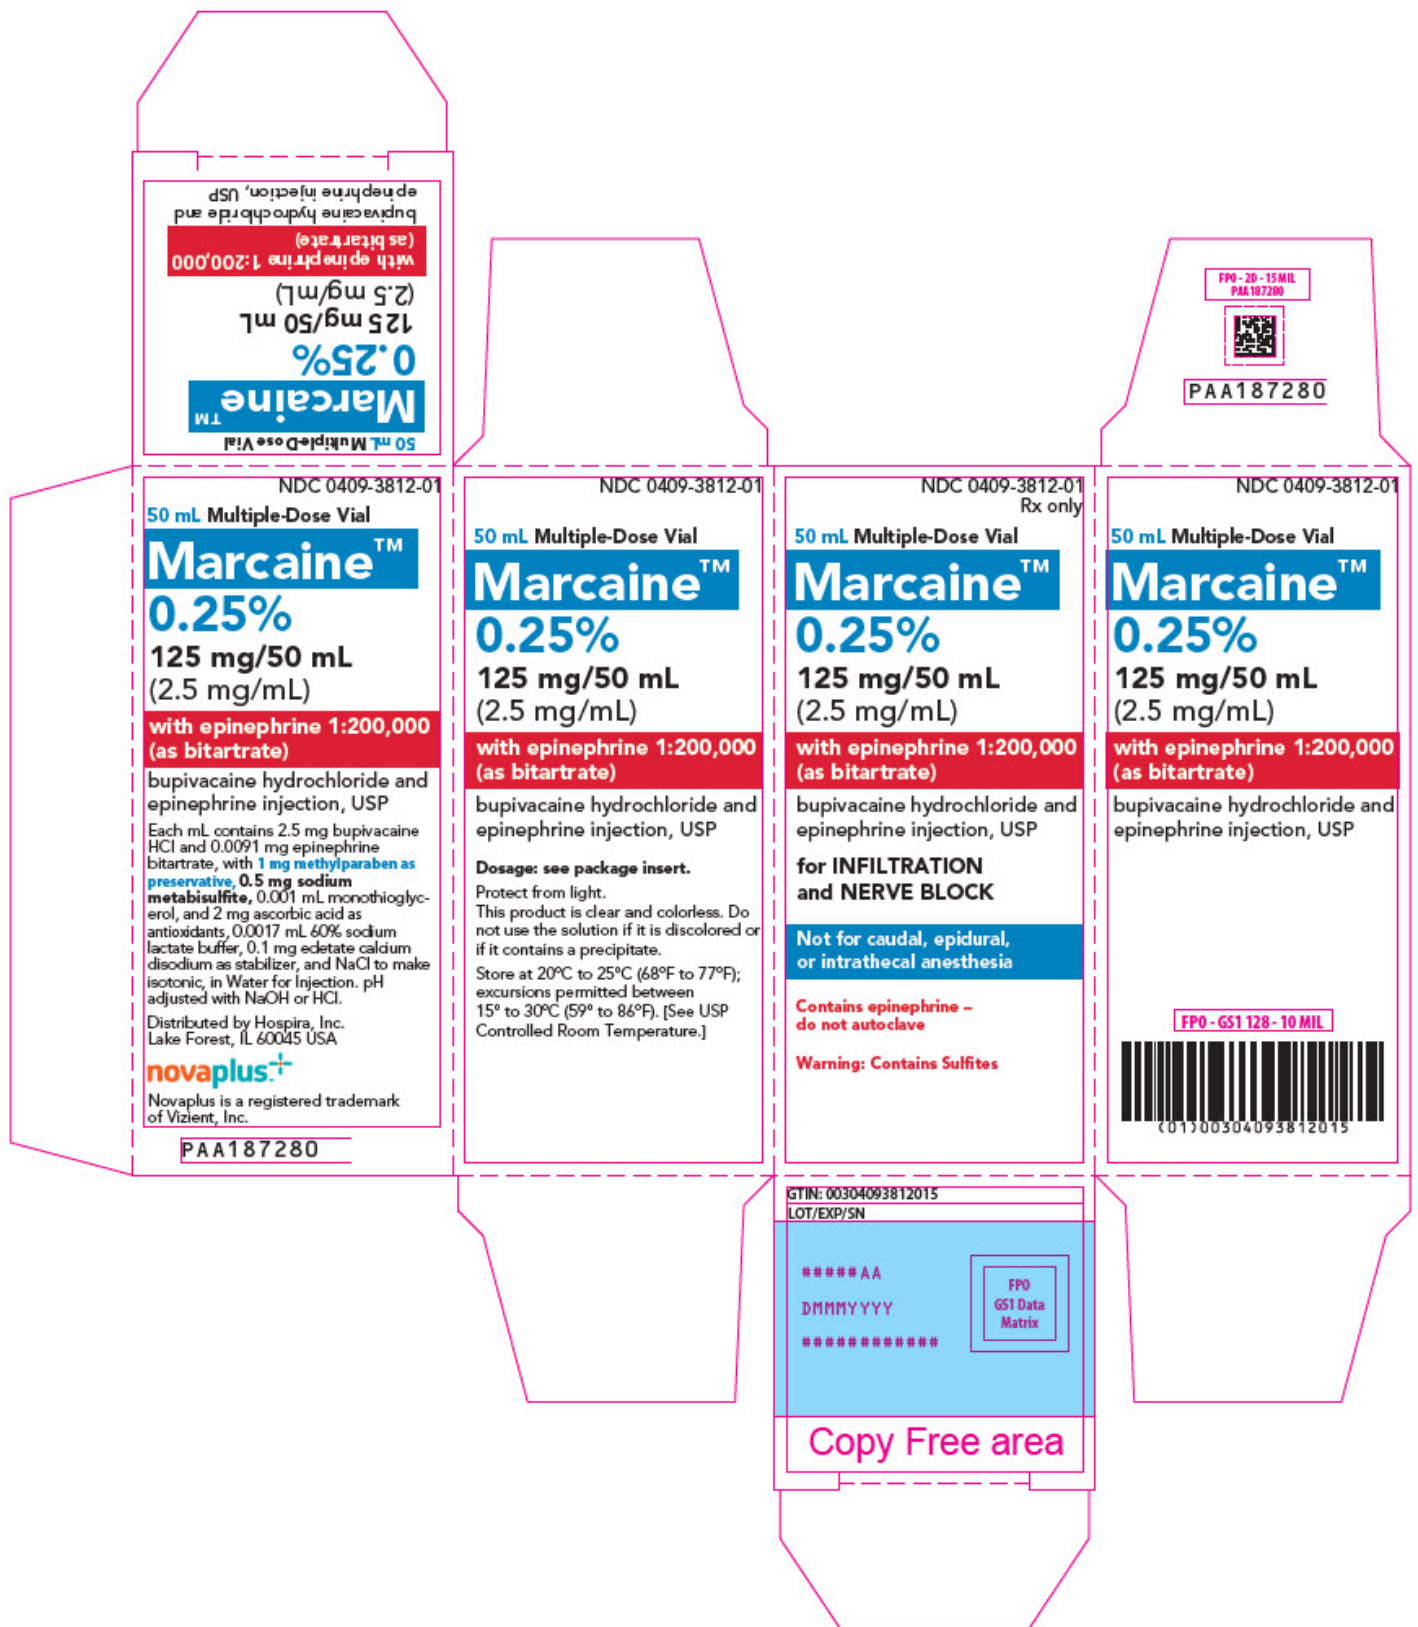 epinephrine injection, USP
bupivacaine hydrochloride and
(as bitartrate)
with epinephrine 1:200,000
(2.5 mg/mL)
125 mg/50 mL
0.25%
Marcaine™
50 mL Multiple-Dose Vial
FPO - 2D - 15 MIL
PAA187280
PAA187280
NDC 0409-3812-01
50 mL Multiple-Dose Vial
Marcaine™
0.25%
125 mg/50 mL
(2.5 mg/mL)
with epinephrine 1:200,000
(as bitartrate)
bupivacaine hydrochloride and
epinephrine injection, USP
Each mL contains 2.5 mg bupivacaine
HCl and 0.0091 mg epinephrine
bitartrate, with 1 mg methylparaben as
preservative, 0.5 mg sodium
metabisulfite, 0.001 mL monothioglyc-
erol, and 2 mg ascorbic acid as
antioxidants, 0.0017 mL 60% sodium
lactate buffer, 0.1 mg edetate calcium
disodium as stabilizer, and NaCl to make
isotonic, in Water for Injection. pH
adjusted with NaOH or HCl.
Distributed by Hospira, Inc.
Lake Forest, IL 60045 USA
novaplus
Novaplus is a registered trademark
of Vizient, Inc.
PAA187280
NDC 0409-3812-01
50 mL Multiple-Dose Vial
Marcaine™
0.25%
125 mg/50 mL
(2.5 mg/mL)
with epinephrine 1:200,000
(as bitartrate)
bupivacaine hydrochloride and
epinephrine injection, USP
Dosage: see package insert.
Protect from light.
This product is clear and colorless. Do
not use the solution if it is discolored or
if it contains a precipitate.
Store at 20°C to 25°C (68°F to 77°F);
excursions permitted between
15° to 30°C (59° to 86°F). [See USP
Controlled Room Temperature.]
NDC 0409-3812-01
Rx only
50 mL Multiple-Dose Vial
Marcaine™
0.25%
125 mg/50 mL
(2.5 mg/mL)
with epinephrine 1:200,000
(as bitartrate)
bupivacaine hydrochloride and
epinephrine injection, USP
for INFILTRATION
and NERVE BLOCK
Not for caudal, epidural,
or intrathecal anesthesia
Contains epinephrine –
do not autoclave
Warning: Contains Sulfites
NDC 0409-3812-01
50 mL Multiple-Dose Vial
Marcaine™
0.25%
125 mg/50 mL
(2.5 mg/mL)
with epinephrine 1:200,000
(as bitartrate)
bupivacaine hydrochloride and
epinephrine injection, USP
FPO - GS1 128 - 10 MIL
(01)00304093812015
GTIN: 00304093812015
LOT/EXP/SN
#####AA
DMMMYYYY
############
FPO
GS1 Data
Matrix
Copy Free area